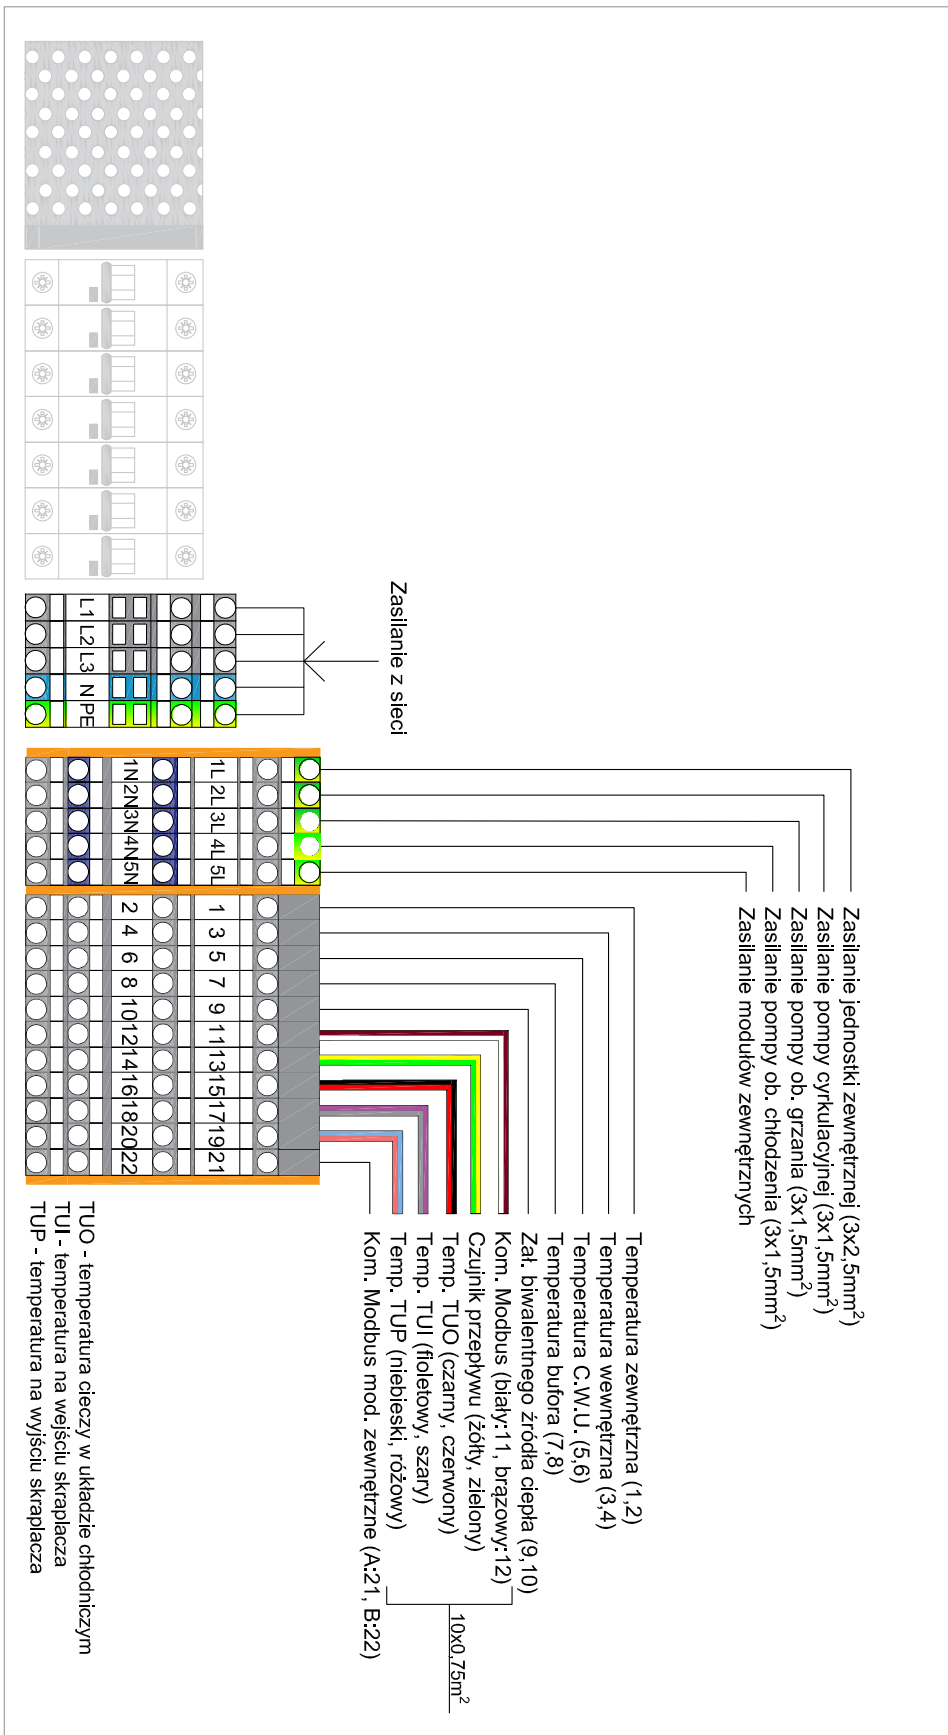 Zasilanie jednostki zewnętrznej (3x2,5mm²)
Zasilanie pompy cyrkulacyjnej (3x1,5mm²)
Zasilanie pompy ob. grzania (3x1,5mm²)
Zasilanie pompy ob. chłodzenia (3x1,5mm²)
Zasilanie modułów zewnętrznych
Temperatura zewnętrzna (1,2)
Temperatura wewnętrzna (3,4)
Temperatura C.W.U. (5,6)
Temperatura bufora (7,8)
Zał. biwalentnego źródła ciepła (9,10)
Kom. Modbus (biały:11, brązowy:12)
Czujnik przepływu (żółty, zielony)
Temp. TUO (czarny, czerwony)
Temp. TUI (fioletowy, szary)
Temp. TUP (niebieski, różowy)
Kom. Modbus mod. zewnętrzne (A:21, B:22)
10x0,75m²
Zasilanie z sieci
L1 L2 L3 N PE
1L 2L 3L 4L 5L
1N 2N 3N 4N 5N
1 3 5 7 9 11 13 15 17 19 21
2 4 6 8 10 12 14 16 18 20 22
TUO - temperatura cieczy w układzie chłodniczym
TUI - temperatura na wejściu skraplacza
TUP - temperatura na wyjściu skraplacza